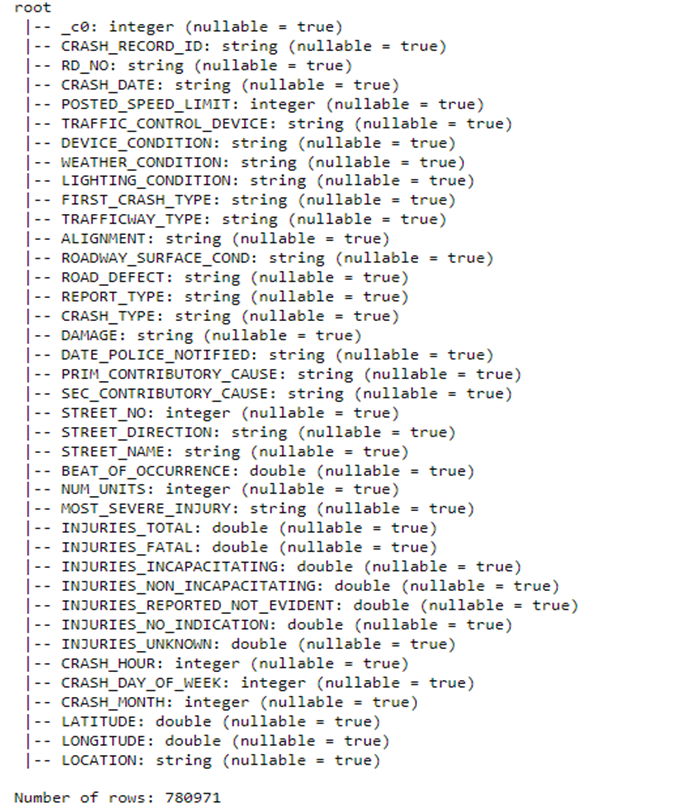 root
 |-- _c0: integer (nullable = true)
 |-- CRASH_RECORD_ID: string (nullable = true)
 |-- RD_NO: string (nullable = true)
 |-- CRASH_DATE: string (nullable = true)
 |-- POSTED_SPEED_LIMIT: integer (nullable = true)
 |-- TRAFFIC_CONTROL_DEVICE: string (nullable = true)
 |-- DEVICE_CONDITION: string (nullable = true)
 |-- WEATHER_CONDITION: string (nullable = true)
 |-- LIGHTING_CONDITION: string (nullable = true)
 |-- FIRST_CRASH_TYPE: string (nullable = true)
 |-- TRAFFICWAY_TYPE: string (nullable = true)
 |-- ALIGNMENT: string (nullable = true)
 |-- ROADWAY_SURFACE_COND: string (nullable = true)
 |-- ROAD_DEFECT: string (nullable = true)
 |-- REPORT_TYPE: string (nullable = true)
 |-- CRASH_TYPE: string (nullable = true)
 |-- DAMAGE: string (nullable = true)
 |-- DATE_POLICE_NOTIFIED: string (nullable = true)
 |-- PRIM_CONTRIBUTORY_CAUSE: string (nullable = true)
 |-- SEC_CONTRIBUTORY_CAUSE: string (nullable = true)
 |-- STREET_NO: integer (nullable = true)
 |-- STREET_DIRECTION: string (nullable = true)
 |-- STREET_NAME: string (nullable = true)
 |-- BEAT_OF_OCCURRENCE: double (nullable = true)
 |-- NUM_UNITS: integer (nullable = true)
 |-- MOST_SEVERE_INJURY: string (nullable = true)
 |-- INJURIES_TOTAL: double (nullable = true)
 |-- INJURIES_FATAL: double (nullable = true)
 |-- INJURIES_INCAPACITATING: double (nullable = true)
 |-- INJURIES_NON_INCAPACITATING: double (nullable = true)
 |-- INJURIES_REPORTED_NOT_EVIDENT: double (nullable = true)
 |-- INJURIES_NO_INDICATION: double (nullable = true)
 |-- INJURIES_UNKNOWN: double (nullable = true)
 |-- CRASH_HOUR: integer (nullable = true)
 |-- CRASH_DAY_OF_WEEK: integer (nullable = true)
 |-- CRASH_MONTH: integer (nullable = true)
 |-- LATITUDE: double (nullable = true)
 |-- LONGITUDE: double (nullable = true)
 |-- LOCATION: string (nullable = true)

Number of rows: 780971